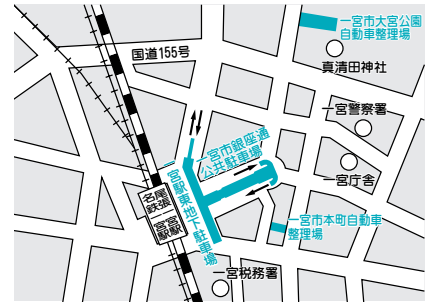 一宮市大宮公園
自動車整理場
国道155号
真清田神社
一宮警察署
一宮市銀座通
公共駐車場
一宮庁舎
一宮駅東地下駐車場
尾張一宮駅
名鉄一宮駅
一宮市本町自動車
整理場
一宮税務署